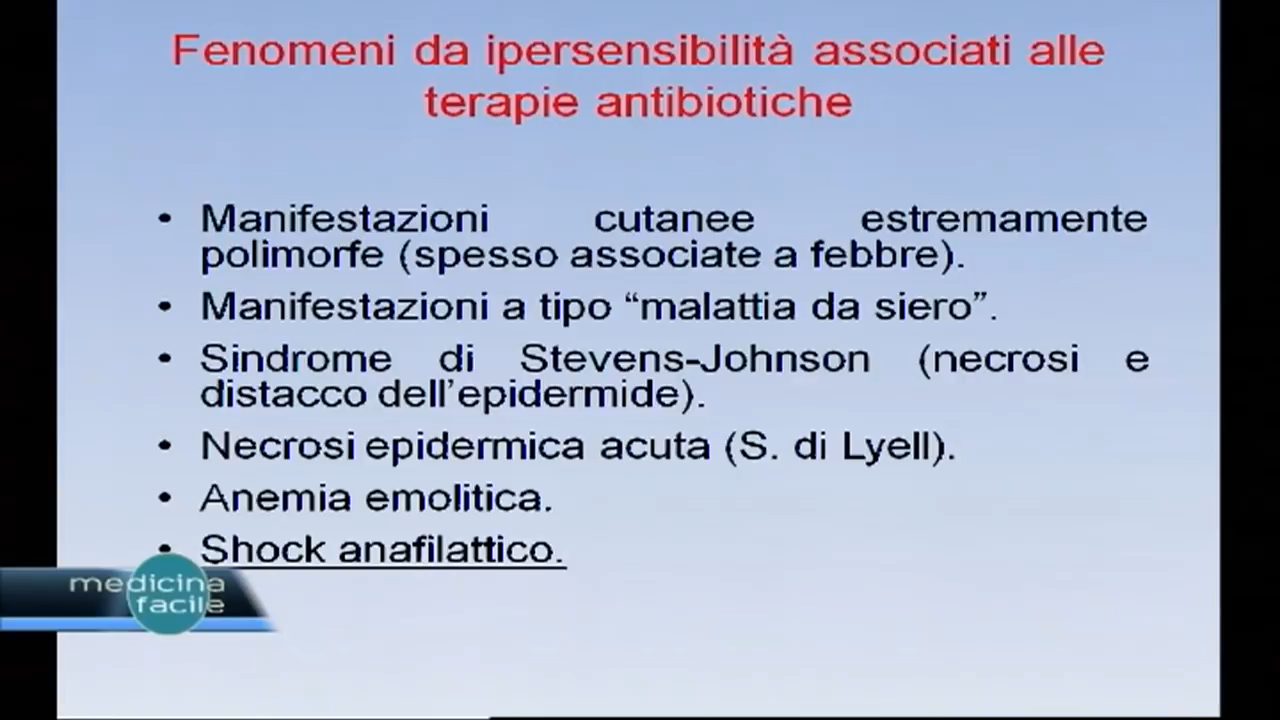 Fenomeni da ipersensibilità associati alle
terapie antibiotiche
• Manifestazioni cutanee estremamente
polimorfe (spesso associate a febbre).
• Manifestazioni a tipo “malattia da siero”.
• Sindrome di Stevens-Johnson (necrosi e
distacco dell’epidermide).
• Necrosi epidermica acuta (S. di Lyell).
• Anemia emolitica.
• Shock anafilattico.
medicina
facile